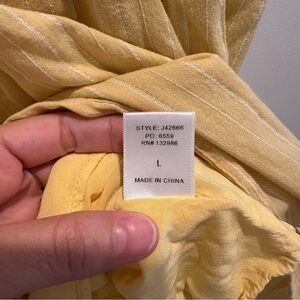 STYLE: J42666
PO: 6559
RN# 132986
L
MADE IN CHINA